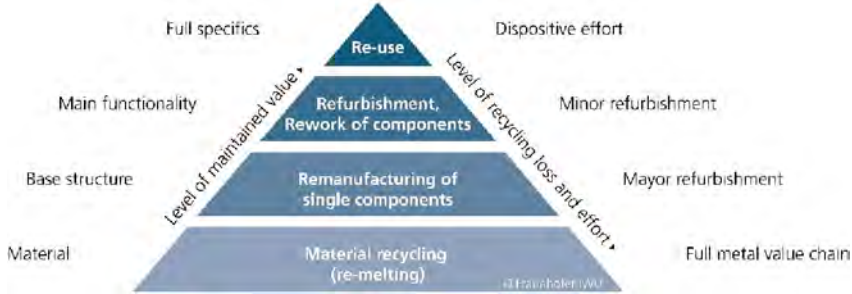 Full specifics
Re-use
Dispositive effort
Level of maintained value
Level of recycling loss and effort
Main functionality
Refurbishment,
Rework of components
Minor refurbishment
Base structure
Remanufacturing of
single components
Mayor refurbishment
Material
Material recycling
(re-melting)
Full metal value chain
©Fraunhofer IWU